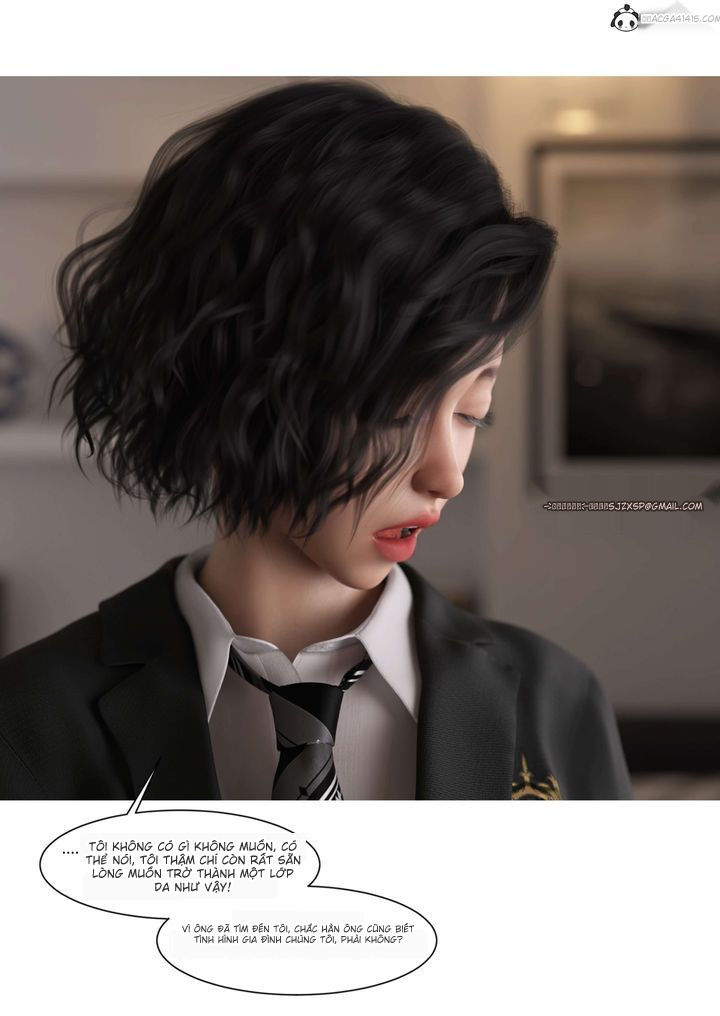 ACGA41415.COM
SJZXSP@GMAIL.COM
.... TÔI KHÔNG CÓ GÌ KHÔNG MUỐN, CÓ
THỂ NÓI, TÔI THẬM CHÍ CÒN RẤT SẴN
LÒNG MUỐN TRỞ THÀNH MỘT LỚP
DA NHƯ VẬY!
VÌ ÔNG ĐÃ TÌM ĐẾN TÔI, CHẮC HẲN ÔNG CŨNG BIẾT
TÌNH HÌNH GIA ĐÌNH CHÚNG TÔI, PHẢI KHÔNG?